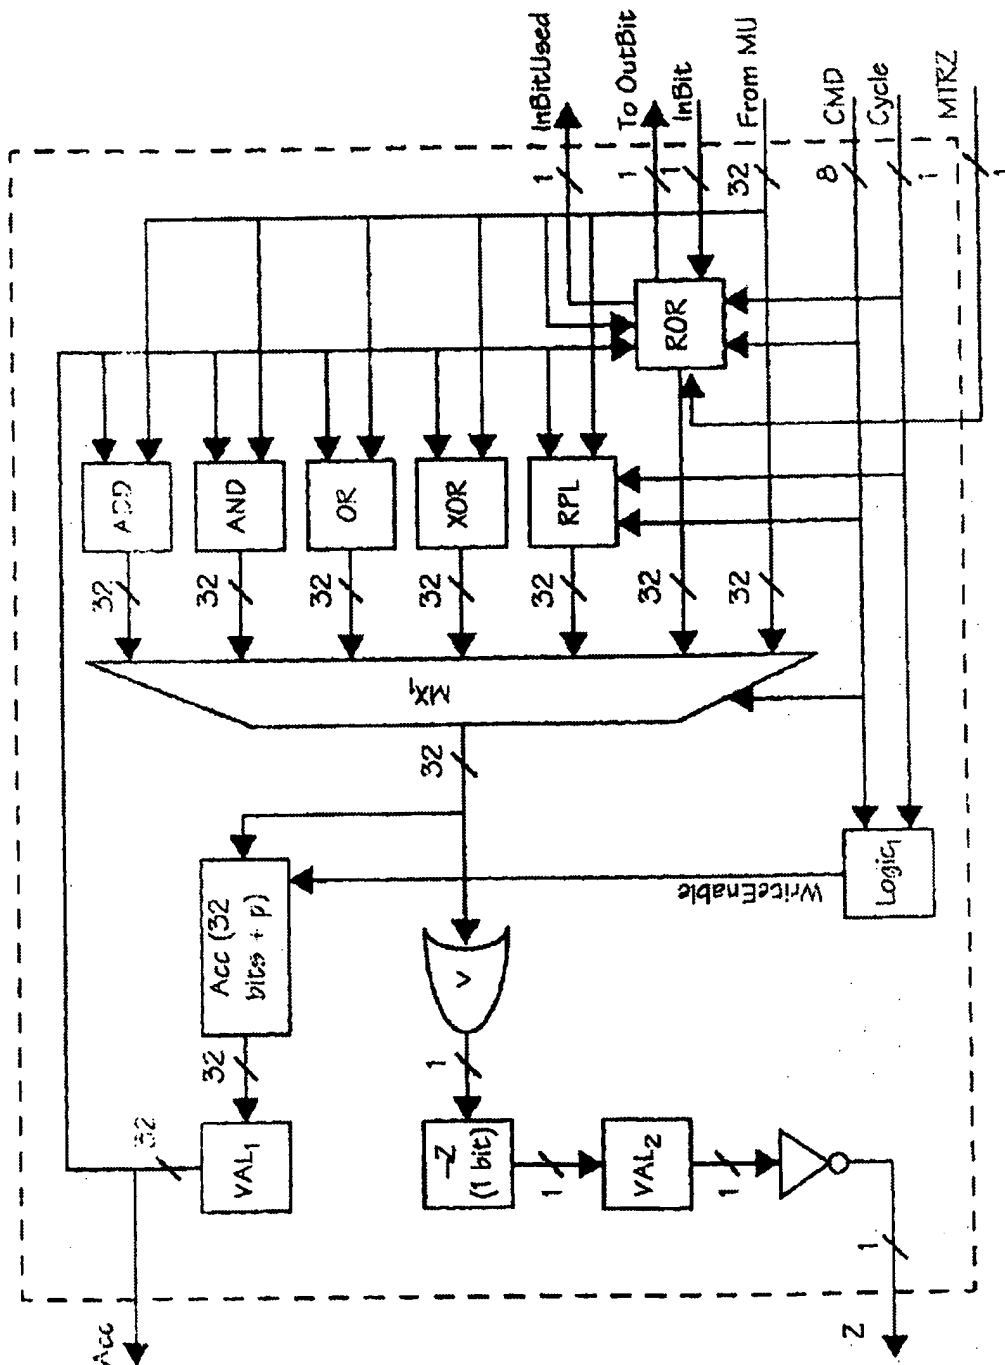 InBitUsed
To OutBit
InBit
From MU
CMD
Cycle
MTRZ
1
1
1
32
8
i
1
ROR
ADD
AND
OR
XOR
RPL
32
32
32
32
32
32
32
MX1
32
Acc (32
bits + p)
WriteEnable
Logic1
V
32
1
32
VAL1
¬Z
(1 bit)
1
VAL2
1
1
Acc
Z